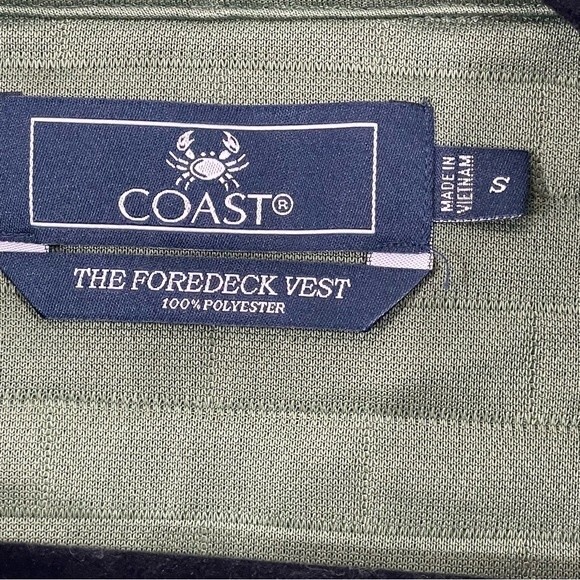 COAST®
MADE IN
VIETNAM
S
THE FOREDECK VEST
100% POLYESTER